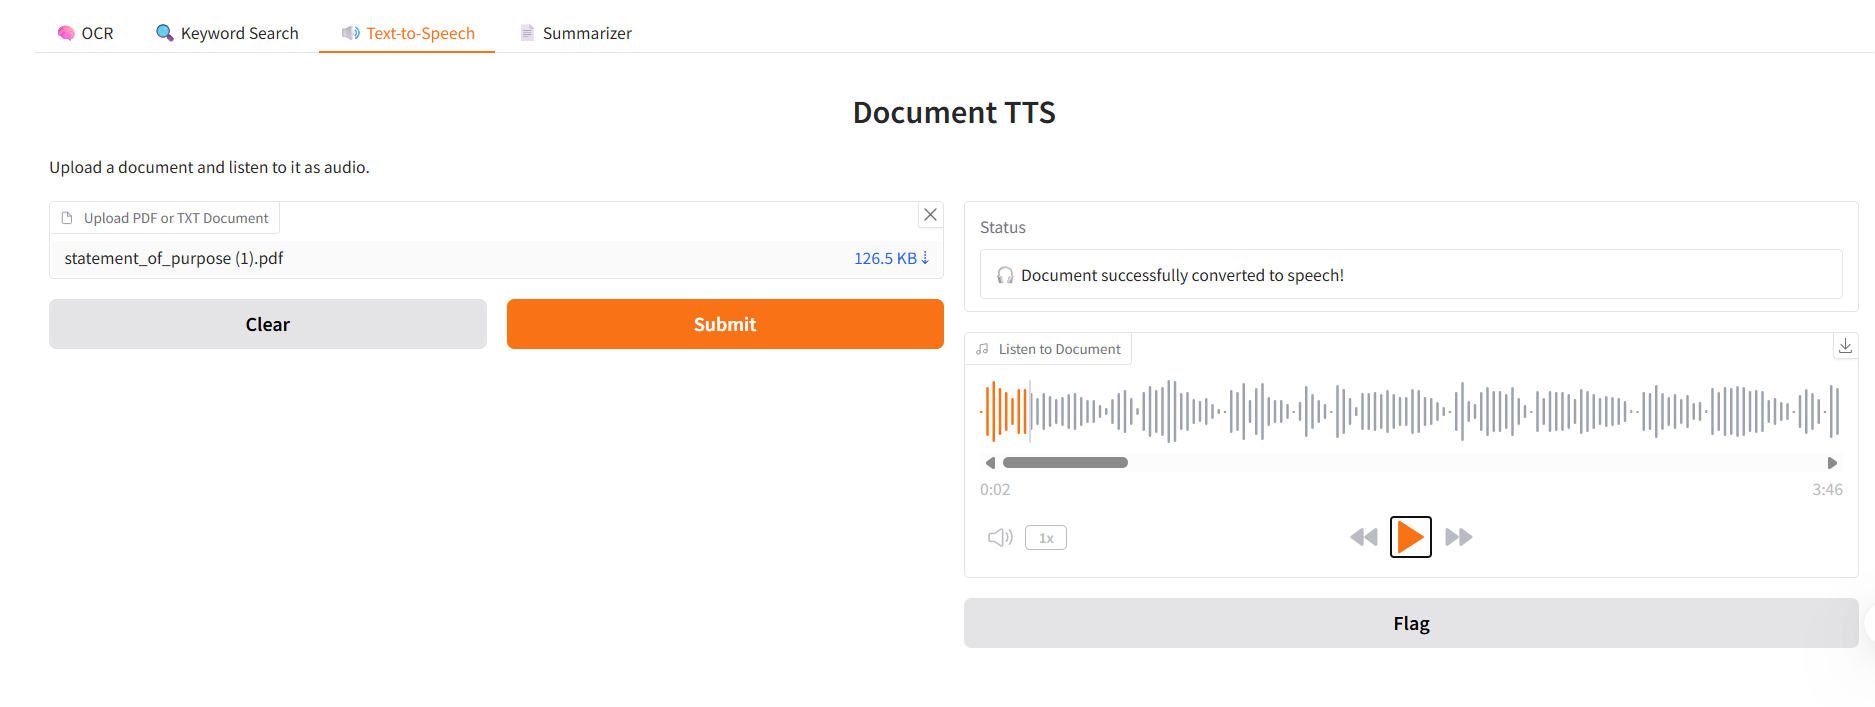 OCR
Keyword Search
Text-to-Speech
Summarizer
Document TTS
Upload a document and listen to it as audio.
Upload PDF or TXT Document
statement_of_purpose (1).pdf
126.5 KB ⇣
Clear
Submit
Status
Document successfully converted to speech!
Listen to Document
0:02
3:46
1x
Flag